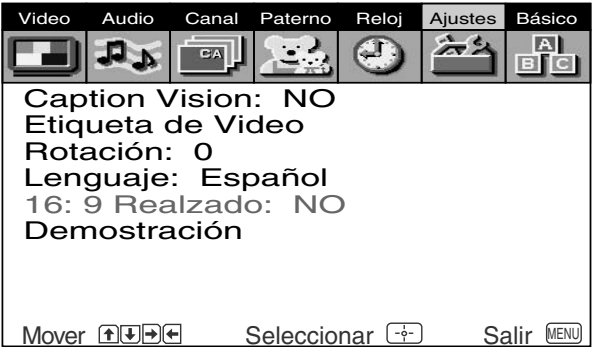 Video Audio Canal Paterno Reloj Ajustes Básico
CA A B C
Caption Vision: NO
Etiqueta de Video
Rotación: 0
Lenguaje: Español
16: 9 Realzado: NO
Demostración
Mover Seleccionar Salir MENU